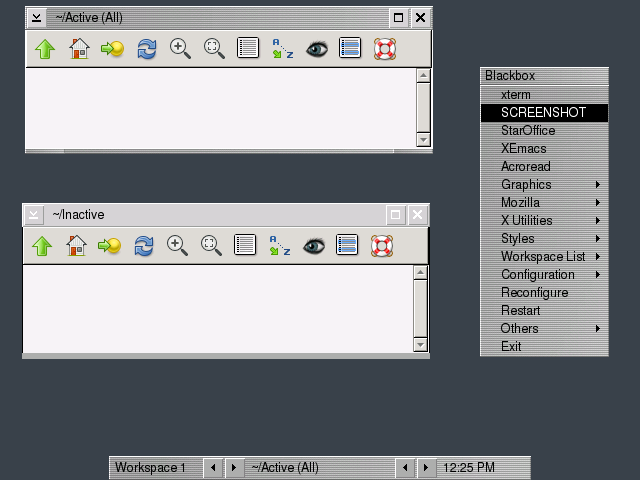 ~/Active (All)
A
Z
~/Inactive
A
Z
Blackbox
xterm
SCREENSHOT
StarOffice
XEmacs
Acroread
Graphics
Mozilla
X Utilities
Styles
Workspace List
Configuration
Reconfigure
Restart
Others
Exit
Workspace 1
~/Active (All)
12:25 PM